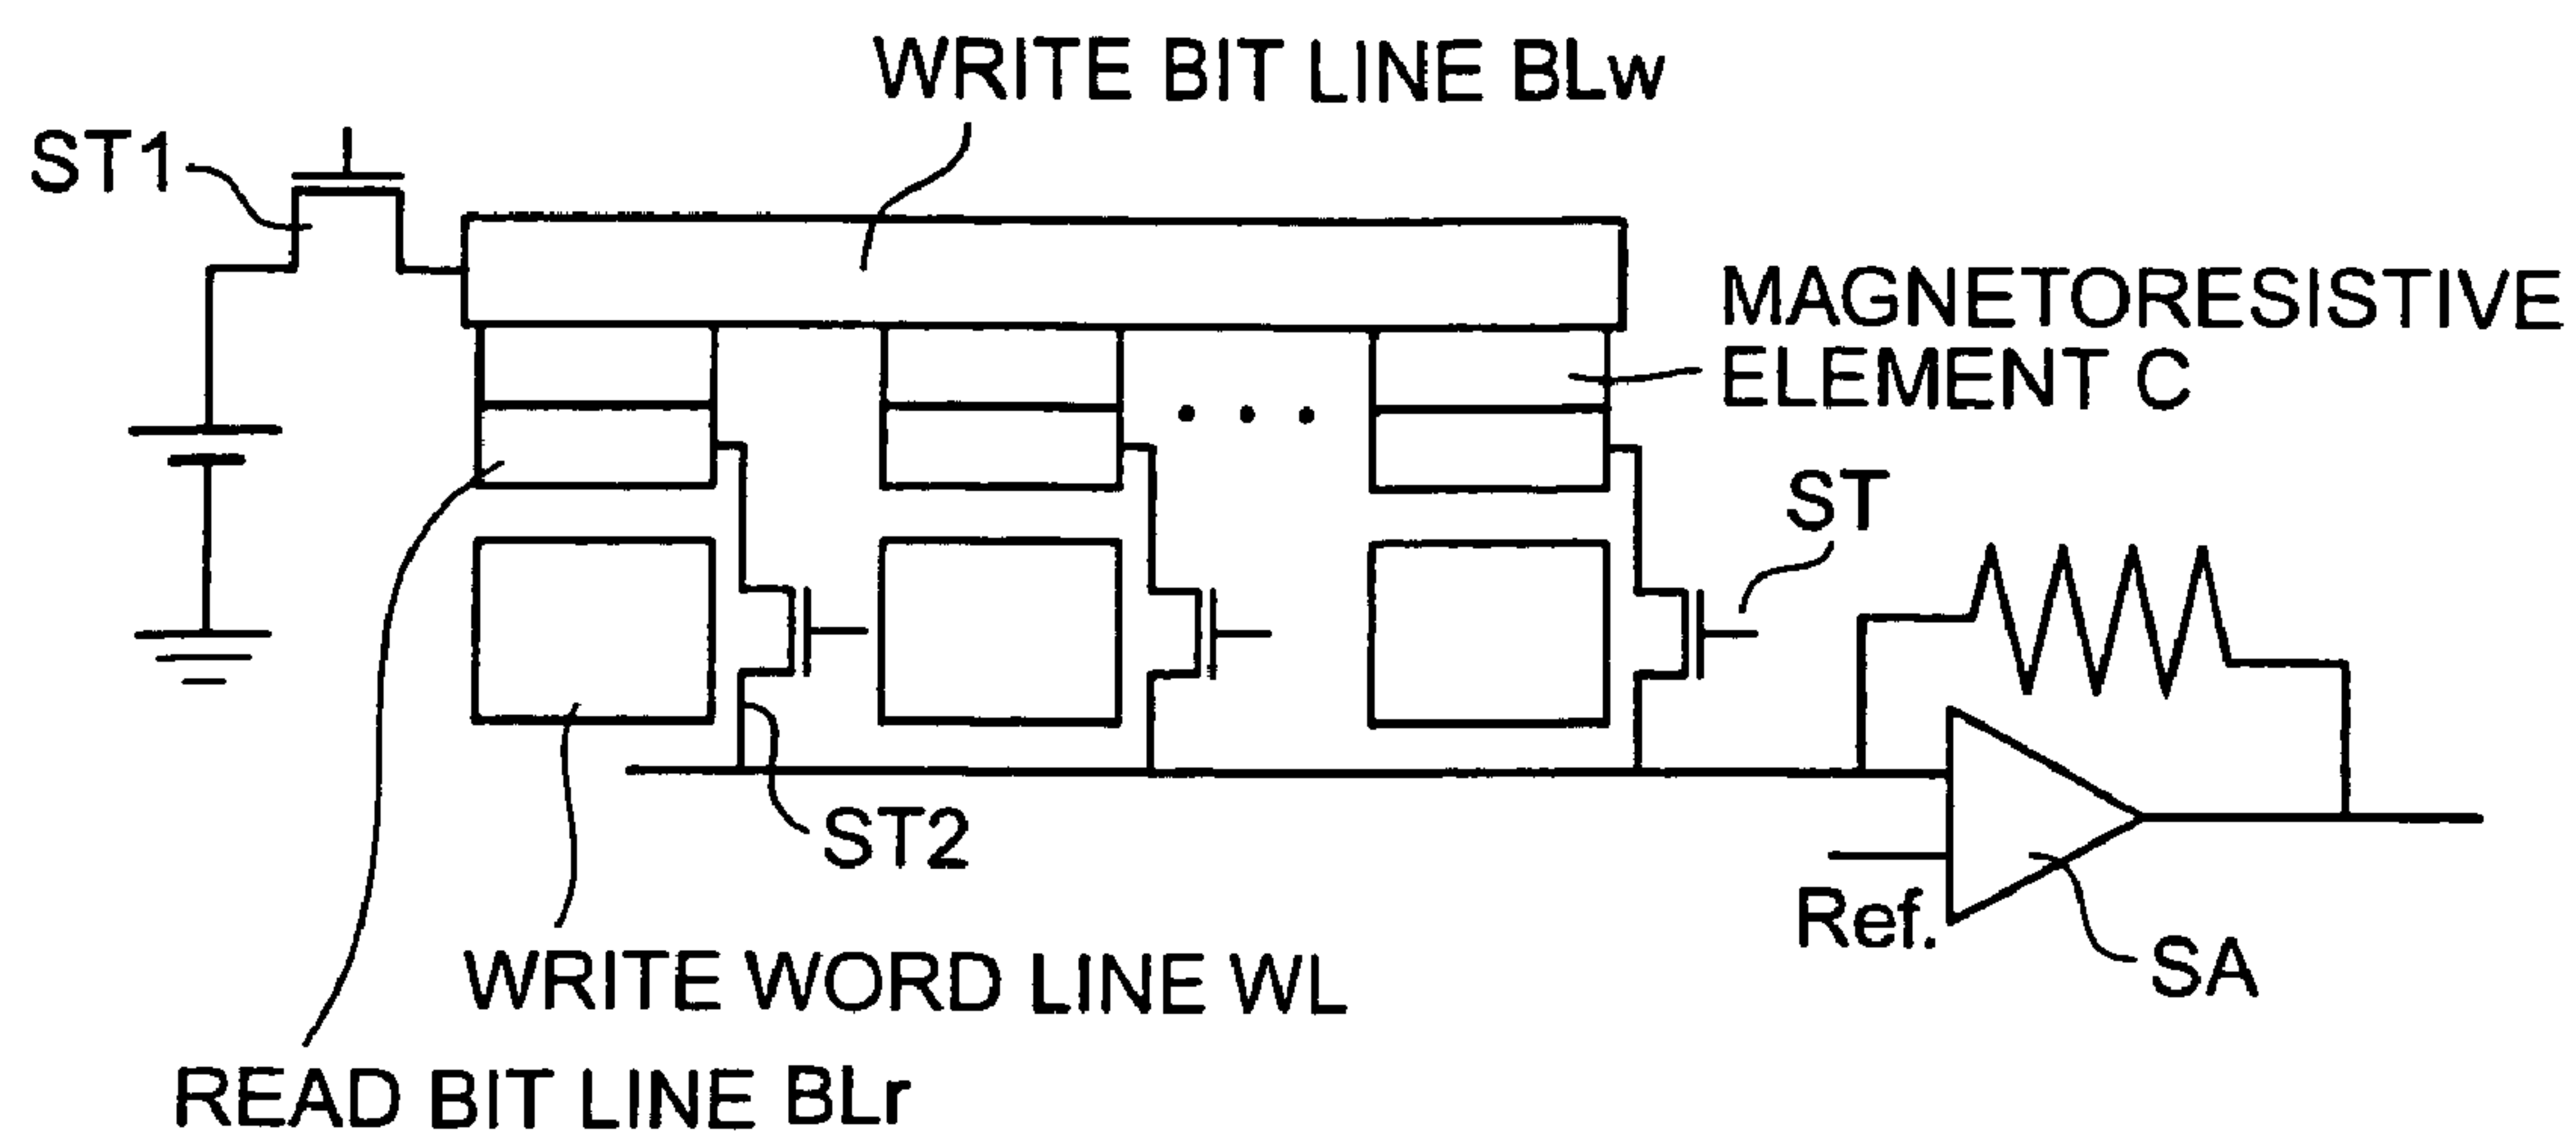 WRITE BIT LINE BLw
ST1
MAGNETORESISTIVE
ELEMENT C
ST
ST2
Ref.
SA
WRITE WORD LINE WL
READ BIT LINE BLr